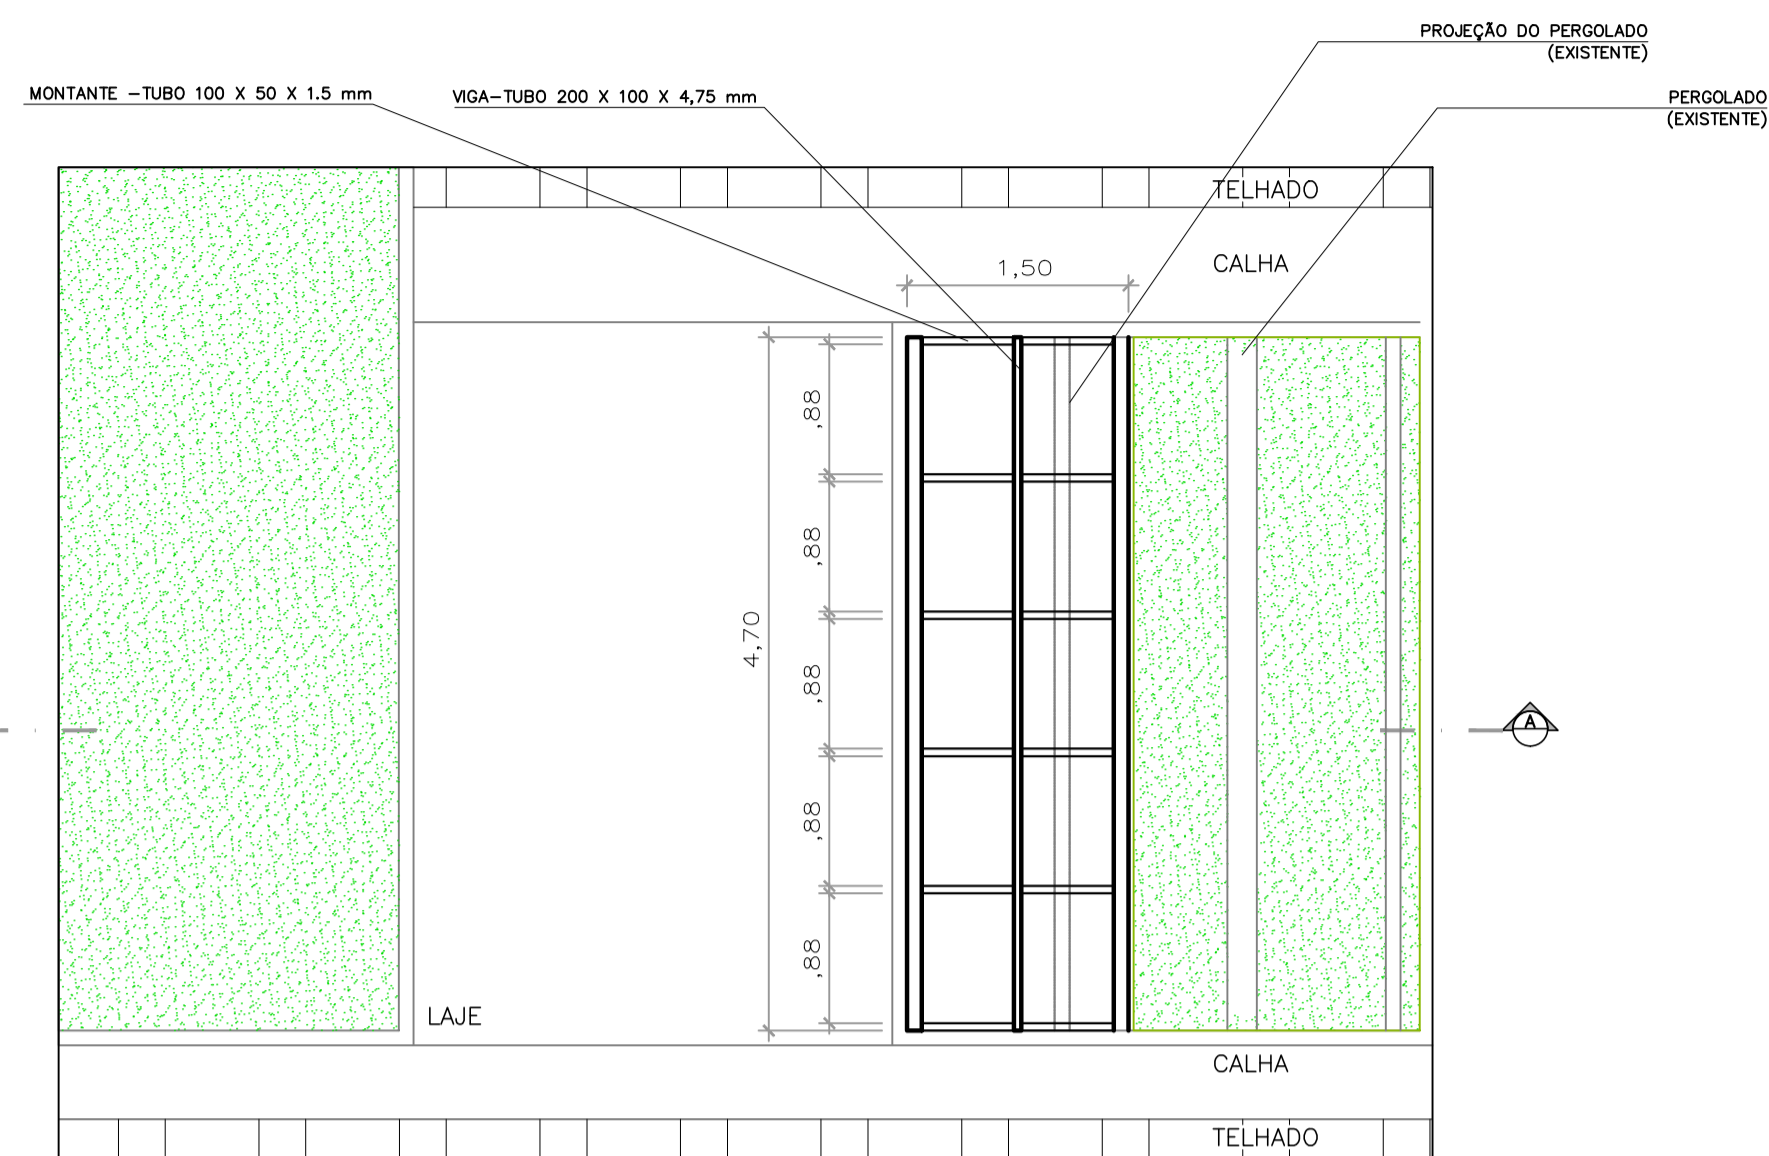 PROJEÇÃO DO PERGOLADO
(EXISTENTE)
MONTANTE -TUBO 100 X 50 X 1.5 mm
VIGA-TUBO 200 X 100 X 4,75 mm
PERGOLADO
(EXISTENTE)
TELHADO
CALHA
1,50
,88
,88
4,70
,88
A
,88
,88
LAJE
CALHA
TELHADO